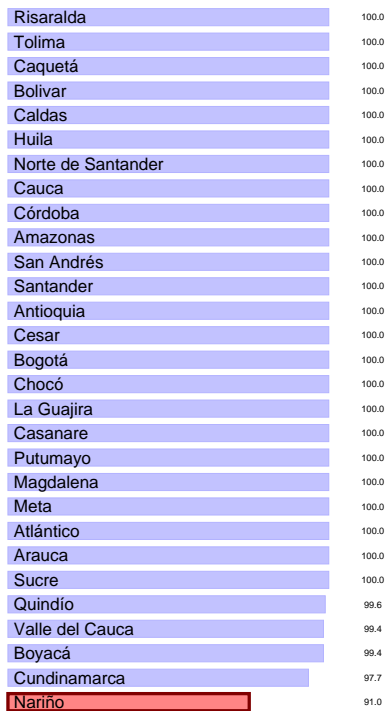 Risaralda 100.0
Tolima 100.0
Caquetá 100.0
Bolivar 100.0
Caldas 100.0
Huila 100.0
Norte de Santander 100.0
Cauca 100.0
Córdoba 100.0
Amazonas 100.0
San Andrés 100.0
Santander 100.0
Antioquia 100.0
Cesar 100.0
Bogotá 100.0
Chocó 100.0
La Guajira 100.0
Casanare 100.0
Putumayo 100.0
Magdalena 100.0
Meta 100.0
Atlántico 100.0
Arauca 100.0
Sucre 100.0
Quindío 99.6
Valle del Cauca 99.4
Boyacá 99.4
Cundinamarca 97.7
Nariño 91.0